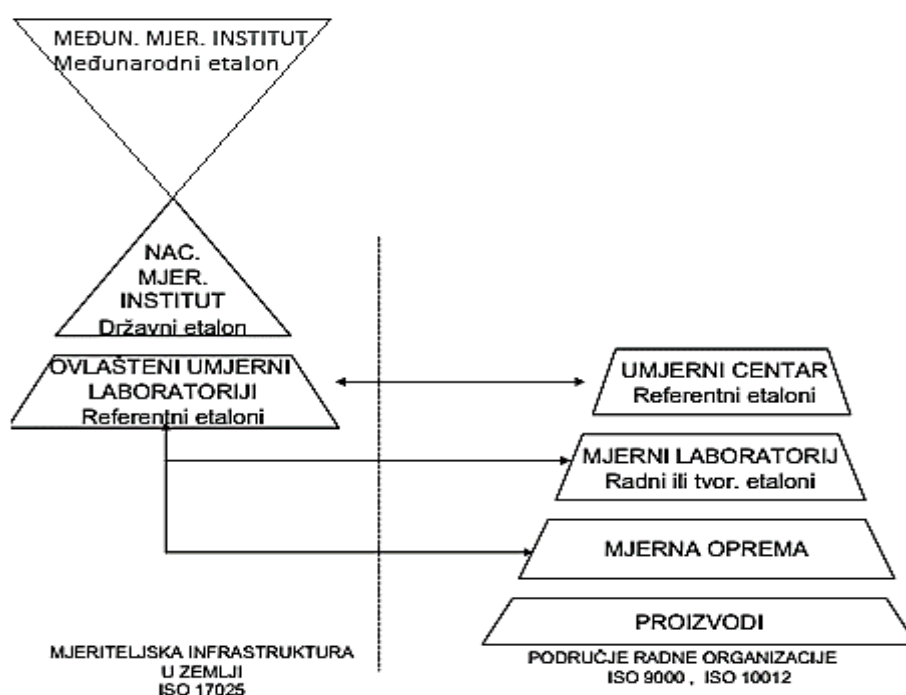 MEĐUN. MJER. INSTITUT
Međunarodni etalon
NAC.
MJER.
INSTITUT
Državni etalon
OVLAŠTENI UMJERNI
LABORATORIJI
Referentni etaloni
UMJERNI CENTAR
Referentni etaloni
MJERNI LABORATORIJ
Radni ili tvor. etaloni
MJERNA OPREMA
PROIZVODI
MJERITELJSKA INFRASTRUKTURA
U ZEMLJI
ISO 17025
PODRUČJE RADNE ORGANIZACIJE
ISO 9000 , ISO 10012